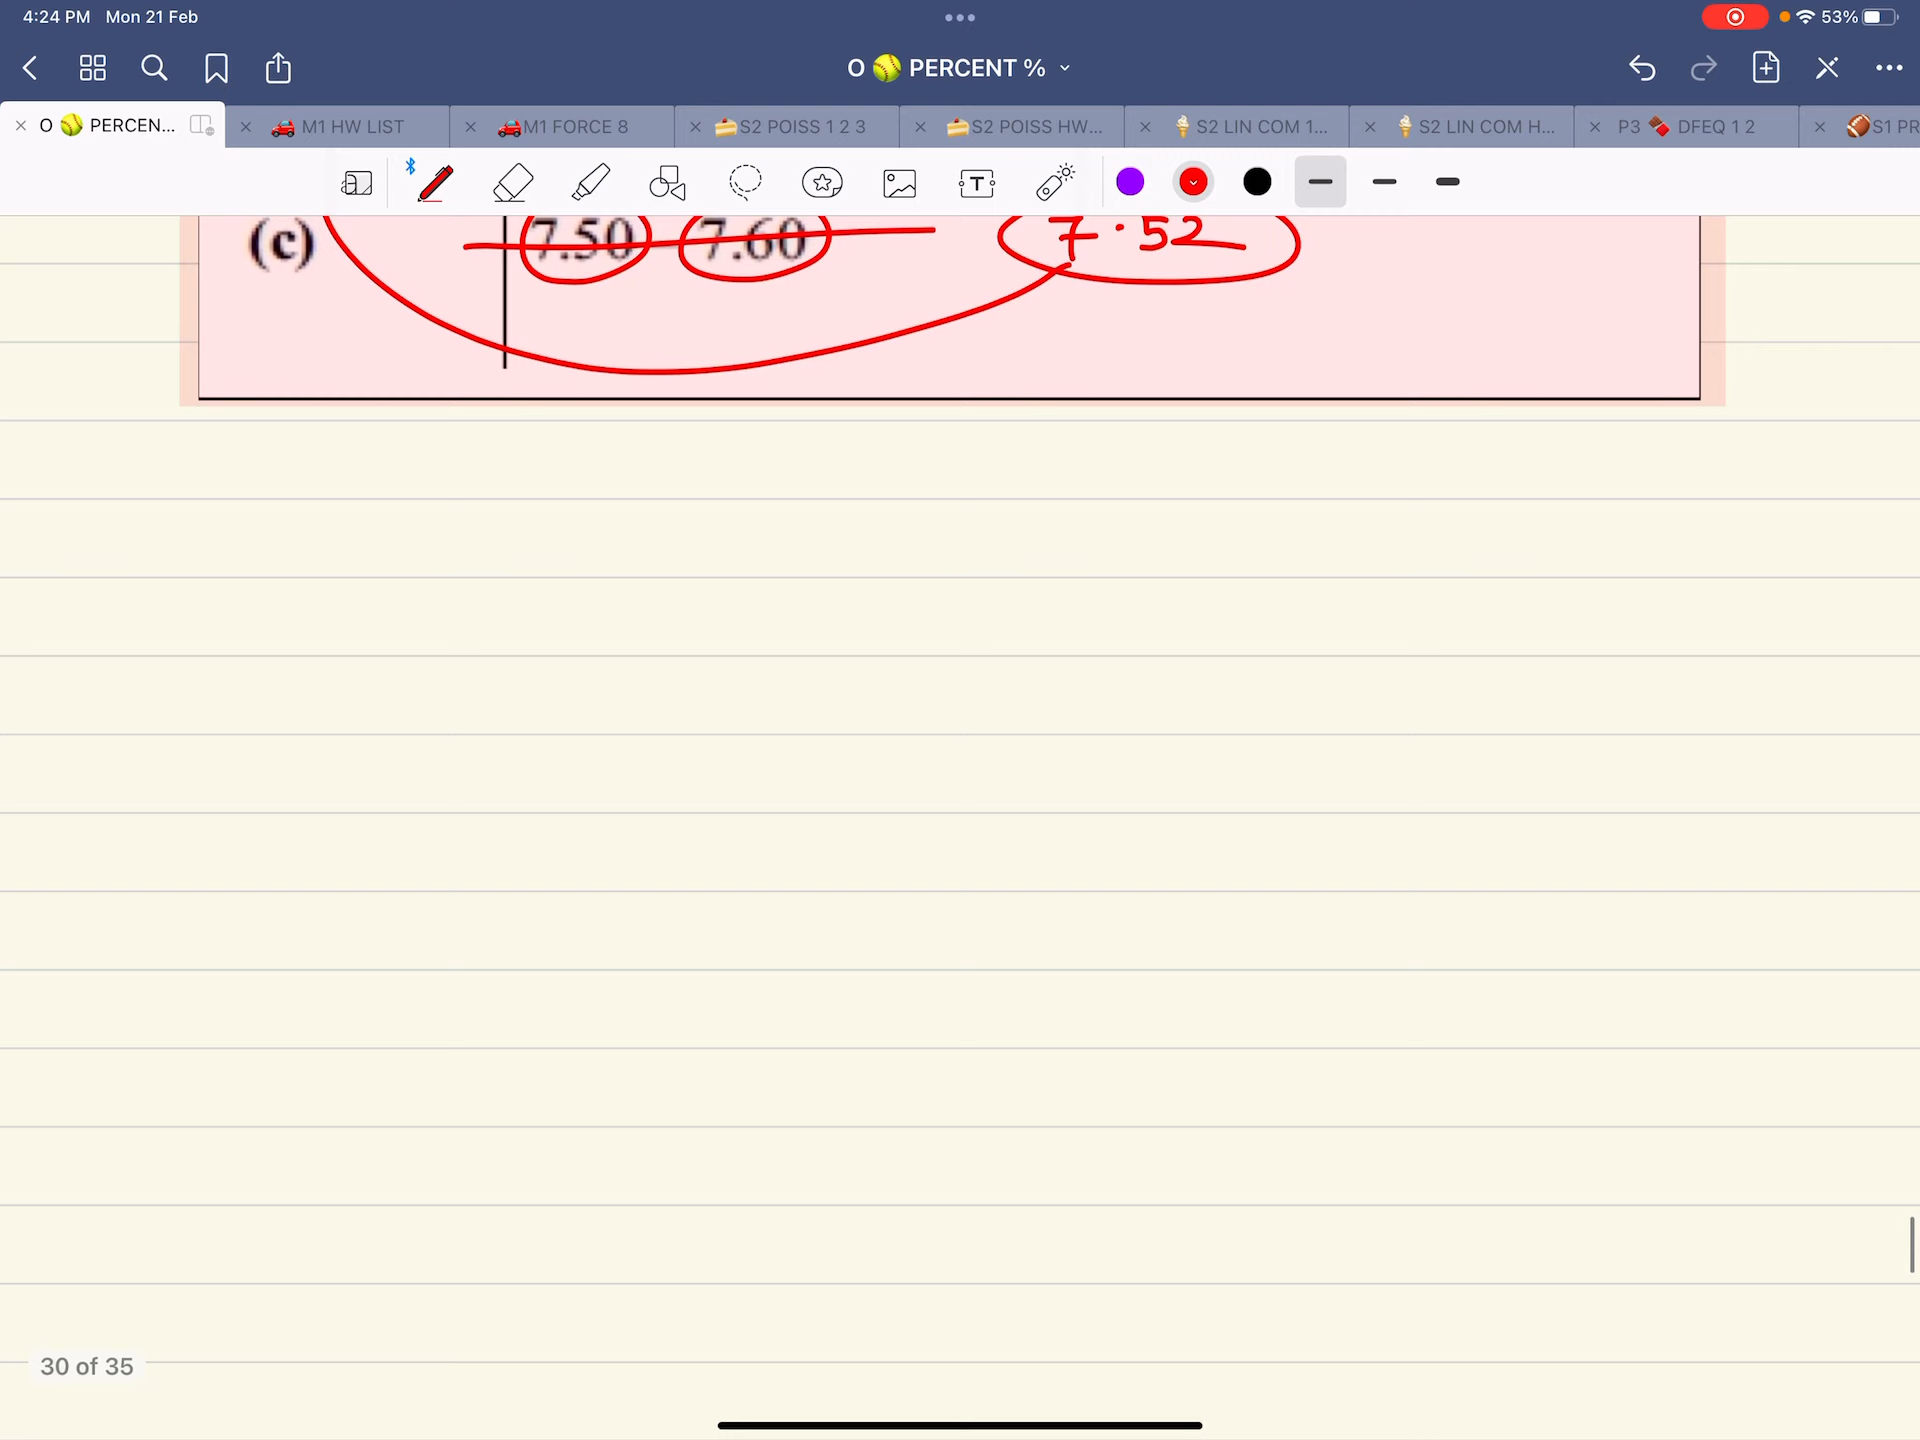 4:24 PM Mon 21 Feb
53%
O PERCENT %
O PERCEN...
M1 HW LIST
M1 FORCE 8
S2 POISS 1 2 3
S2 POISS HW...
S2 LIN COM 1...
S2 LIN COM H...
P3 DFEQ 1 2
S1 PR
T
(c) 7.50 7.60 7.52
30 of 35